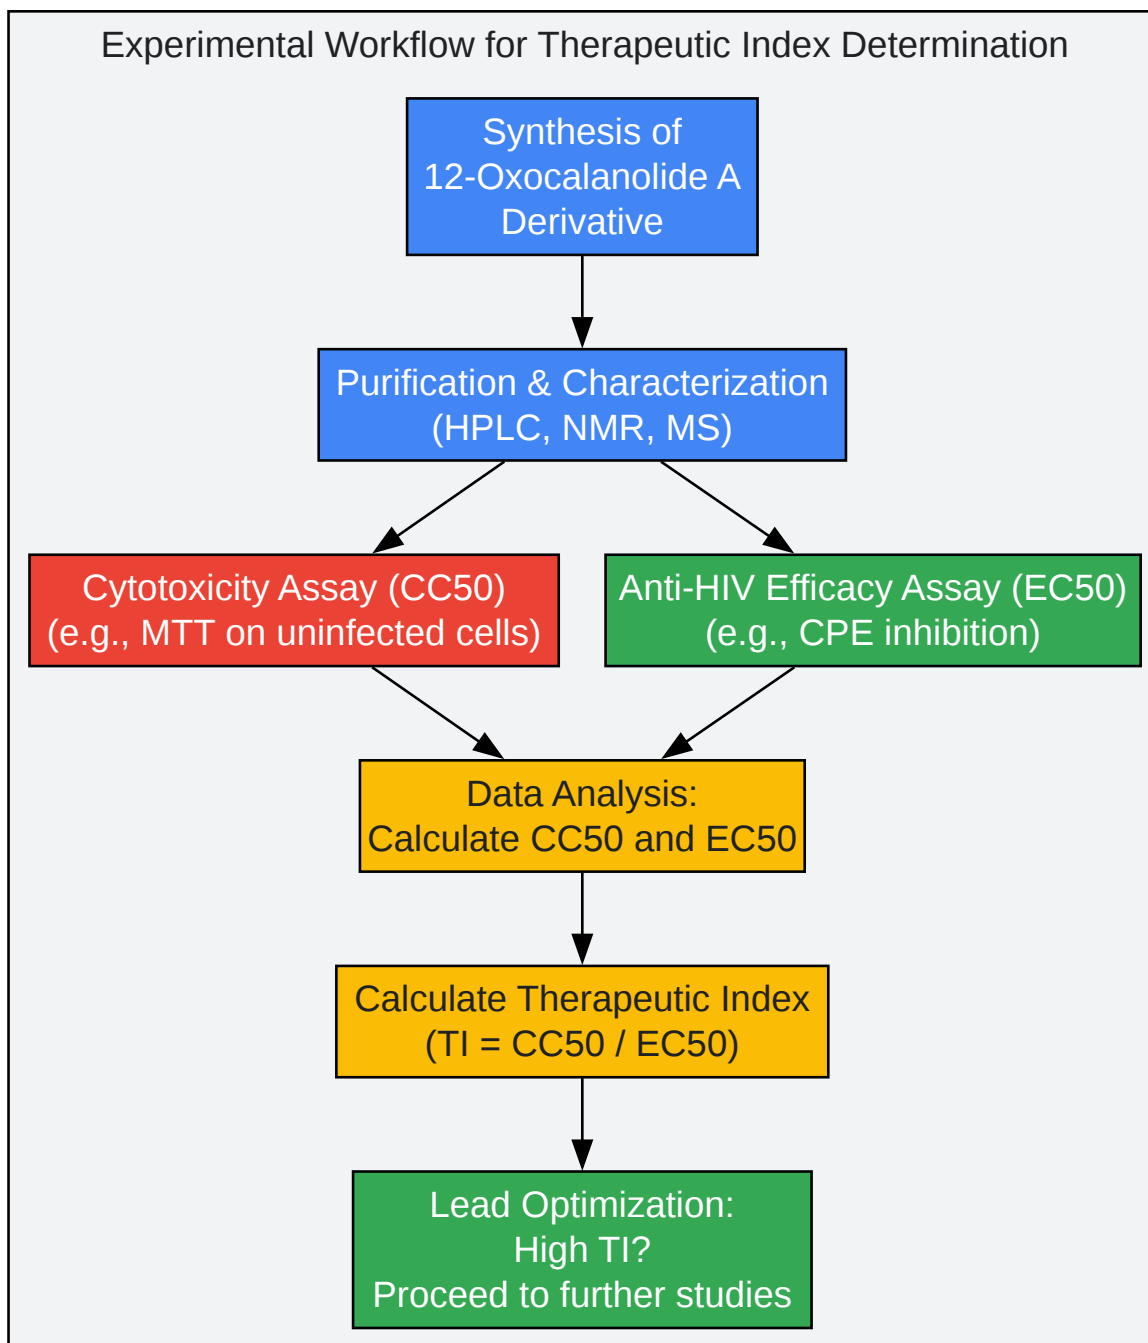 Experimental Workflow for Therapeutic Index Determination
Synthesis of
12-Oxocalanolide A
Derivative
Purification & Characterization
(HPLC, NMR, MS)
Cytotoxicity Assay (CC50)
(e.g., MTT on uninfected cells)
Anti-HIV Efficacy Assay (EC50)
(e.g., CPE inhibition)
Data Analysis:
Calculate CC50 and EC50
Calculate Therapeutic Index
(TI = CC50 / EC50)
Lead Optimization:
High TI?
Proceed to further studies